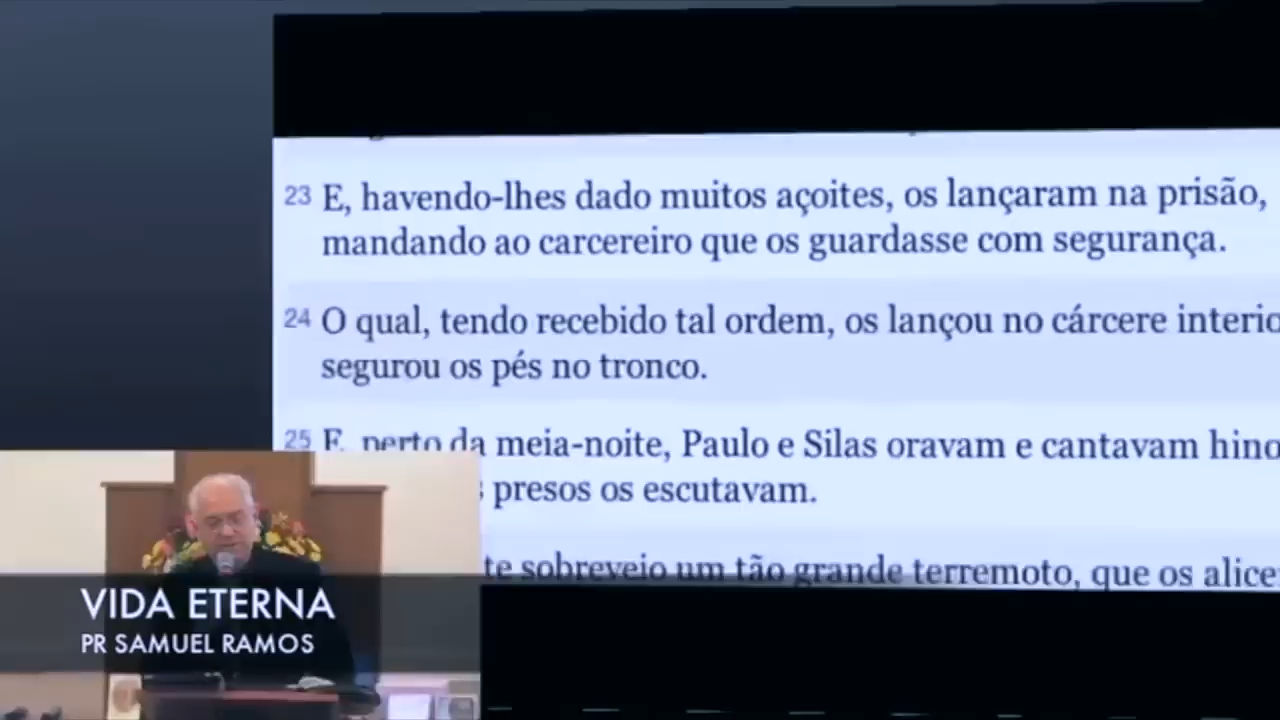 23 E, havendo-lhes dado muitos açoites, os lançaram na prisão,
mandando ao carcereiro que os guardasse com segurança.
24 O qual, tendo recebido tal ordem, os lançou no cárcere
segurou os pés no tronco.
25 E, perto da meia-noite, Paulo e Silas oravam e cantavam
presos os escutavam.
sobreveio um tão grande terremoto, que os
VIDA ETERNA
PR SAMUEL RAMOS